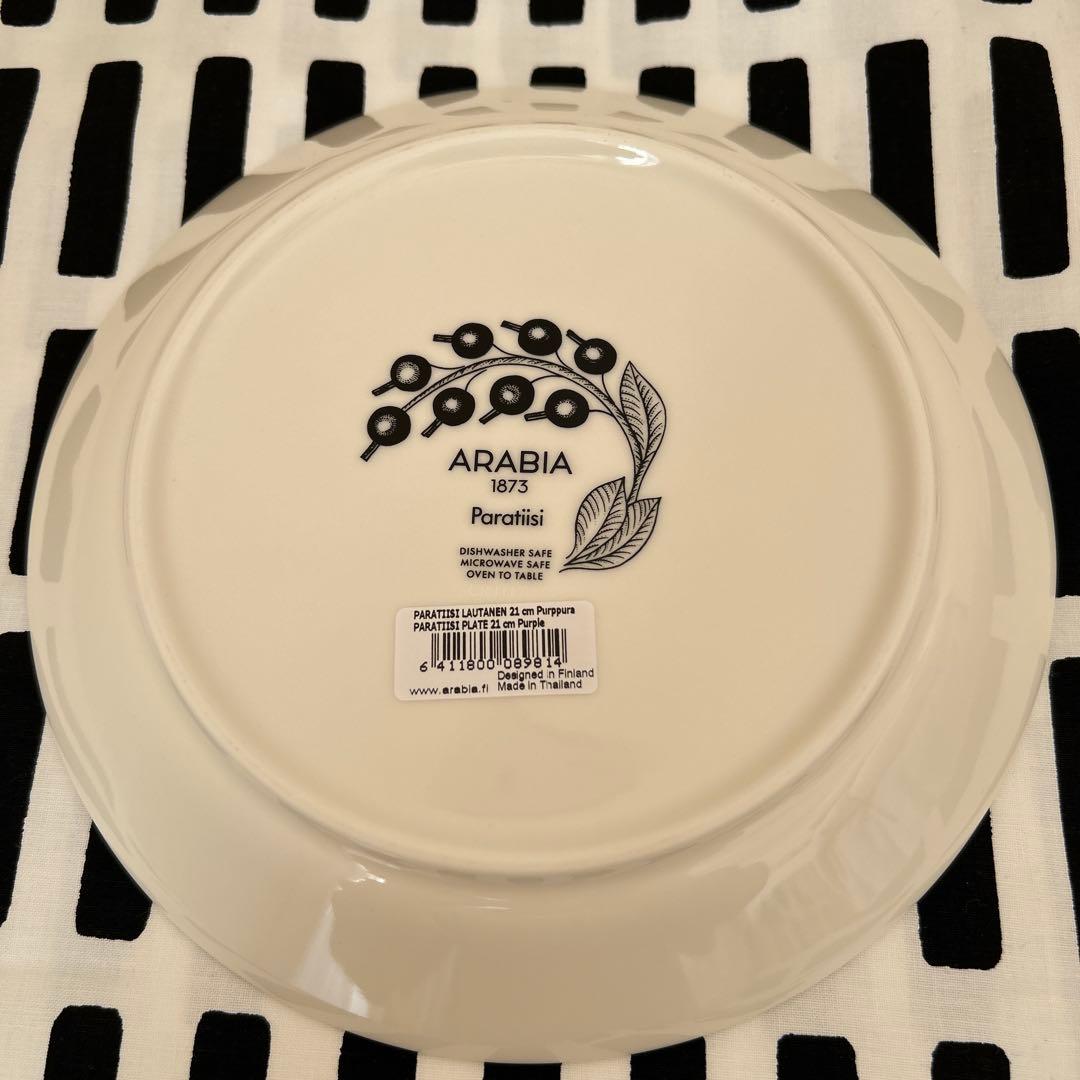 ARABIA
1873
Paratiisi
DISHWASHER SAFE
MICROWAVE SAFE
OVEN TO TABLE
PARATIISI LAUTANEN 21 cm Purppura
PARATIISI PLATE 21 cm Purple
6 411800 089814
Designed in Finland
www.arabia.fi Made in Thailand